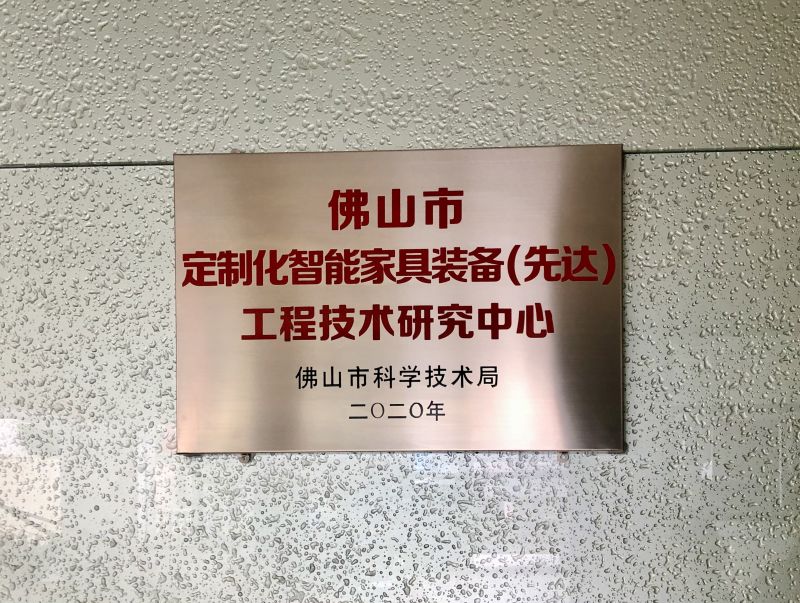 佛山市
定制化智能家具装备(先达)
工程技术研究中心
佛山市科学技术局
二〇二〇年